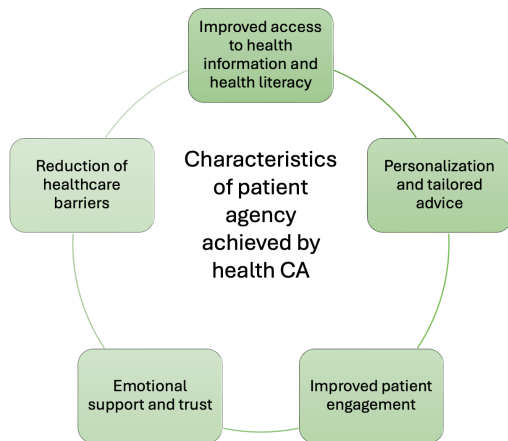 Improved access
to health
information and
health literacy
Personalization
and tailored
advice
Improved patient
engagement
Emotional
support and trust
Reduction of
healthcare
barriers
Characteristics
of patient
agency
achieved by
health CA